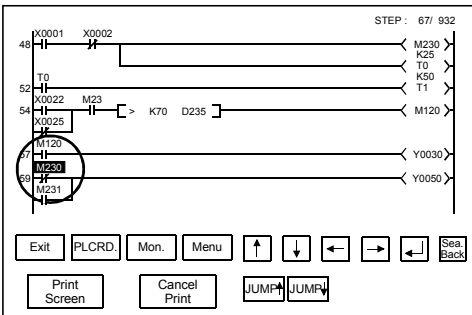 STEP : 67/ 932
X0001 X0002
48 M230
K25
T0
K50
T0
52 T1
X0022 M23
54 > K70 D235 M120
X0025
M120
57 Y0030
M230
59 Y0050
M231
Exit PLCRD. Mon. Menu Sea. Back
Print Screen Cancel Print JUMP JUMP